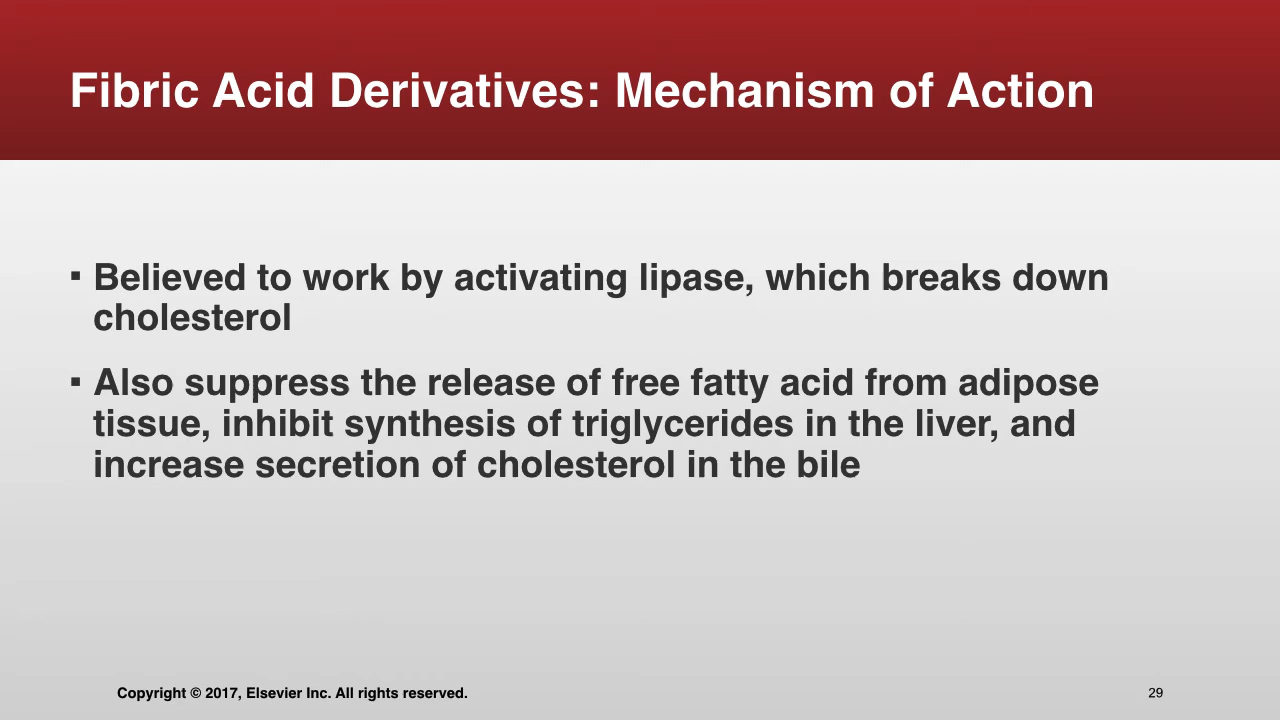 Fibric Acid Derivatives: Mechanism of Action
▪ Believed to work by activating lipase, which breaks down
cholesterol
▪ Also suppress the release of free fatty acid from adipose
tissue, inhibit synthesis of triglycerides in the liver, and
increase secretion of cholesterol in the bile
Copyright © 2017, Elsevier Inc. All rights reserved.
29